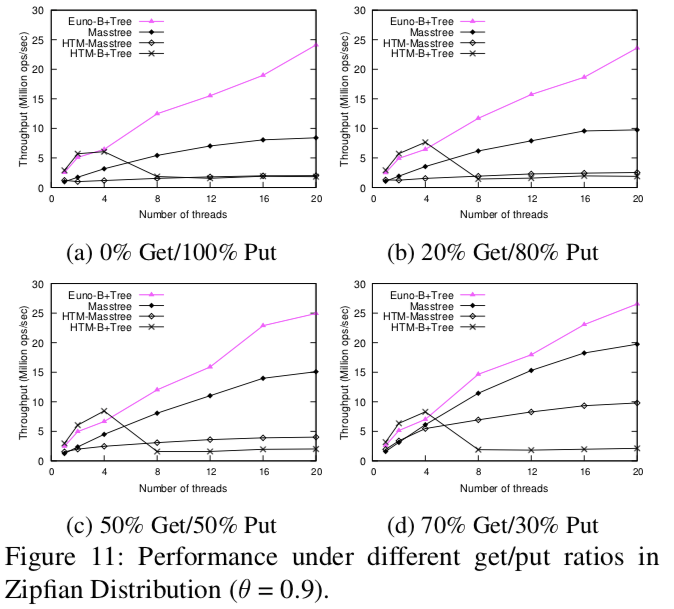 30
25
20
15
10
5
0
Throughput (Million ops/sec)
Euno-B+Tree
Masstree
HTM-Masstree
HTM-B+Tree
0 4 8 12 16 20
Number of threads
(a) 0% Get/100% Put
30
25
20
15
10
5
0
Throughput (Million ops/sec)
Euno-B+Tree
Masstree
HTM-Masstree
HTM-B+Tree
0 4 8 12 16 20
Number of threads
(b) 20% Get/80% Put
30
25
20
15
10
5
0
Throughput (Million ops/sec)
Euno-B+Tree
Masstree
HTM-Masstree
HTM-B+Tree
0 4 8 12 16 20
Number of threads
(c) 50% Get/50% Put
30
25
20
15
10
5
0
Throughput (Million ops/sec)
Euno-B+Tree
Masstree
HTM-Masstree
HTM-B+Tree
0 4 8 12 16 20
Number of threads
(d) 70% Get/30% Put
Figure 11: Performance under different get/put ratios in
Zipfian Distribution (θ = 0.9).